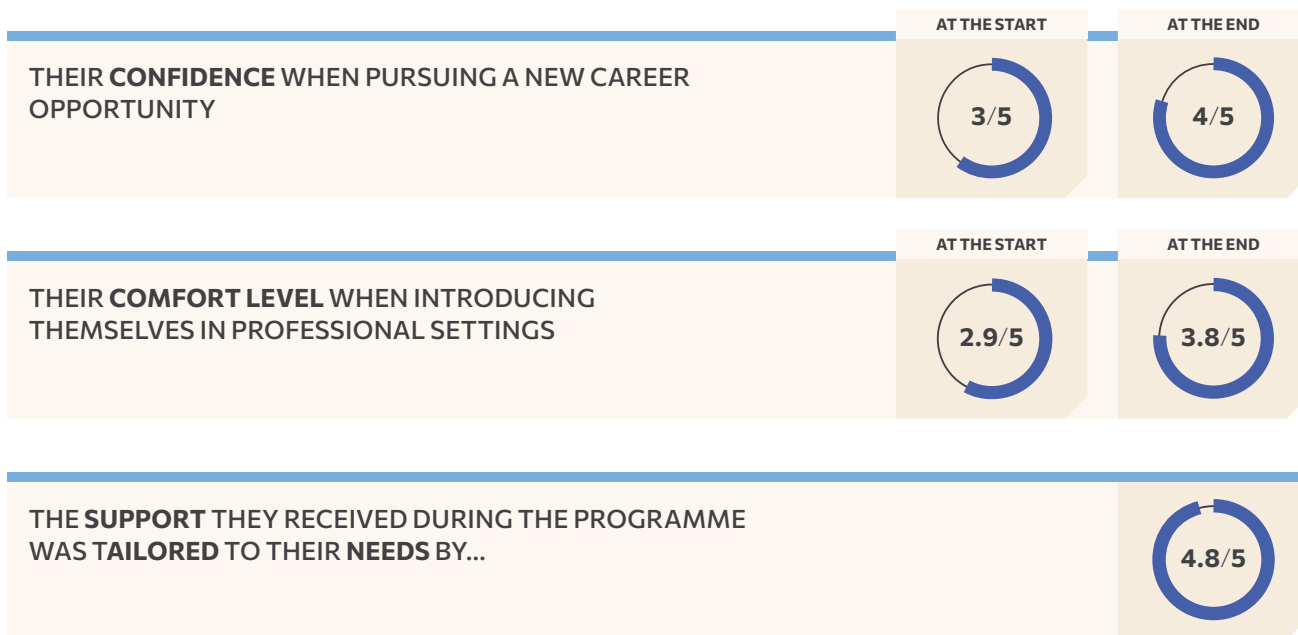 AT THE START
AT THE END
THEIR CONFIDENCE WHEN PURSUING A NEW CAREER
OPPORTUNITY
3/5
4/5
AT THE START
AT THE END
THEIR COMFORT LEVEL WHEN INTRODUCING
THEMSELVES IN PROFESSIONAL SETTINGS
2.9/5
3.8/5
THE SUPPORT THEY RECEIVED DURING THE PROGRAMME
WAS TAILORED TO THEIR NEEDS BY...
4.8/5